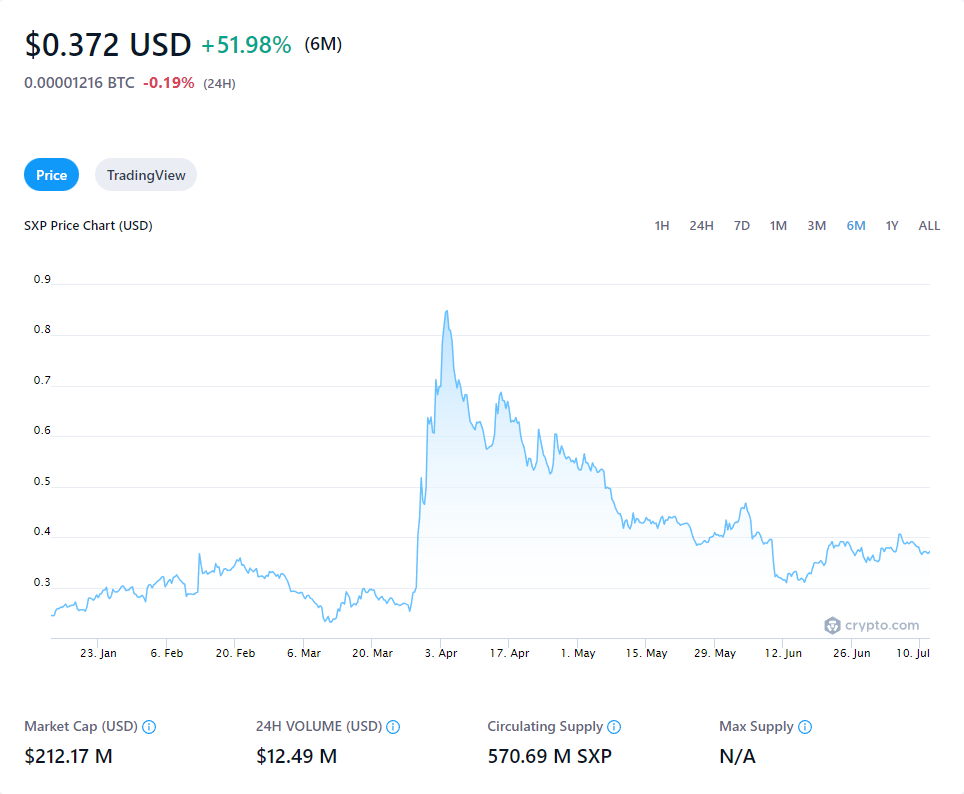 $0.372 USD +51.98% (6M)
0.00001216 BTC -0.19% (24H)
Price TradingView
SXP Price Chart (USD) 1H 24H 7D 1M 3M 6M 1Y ALL
0.9
0.8
0.7
0.6
0.5
0.4
0.3
crypto.com
23. Jan 6. Feb 20. Feb 6. Mar 20. Mar 3. Apr 17. Apr 1. May 15. May 29. May 12. Jun 26. Jun 10. Jul
Market Cap (USD) 24H VOLUME (USD) Circulating Supply Max Supply
$212.17 M $12.49 M 570.69 M SXP N/A